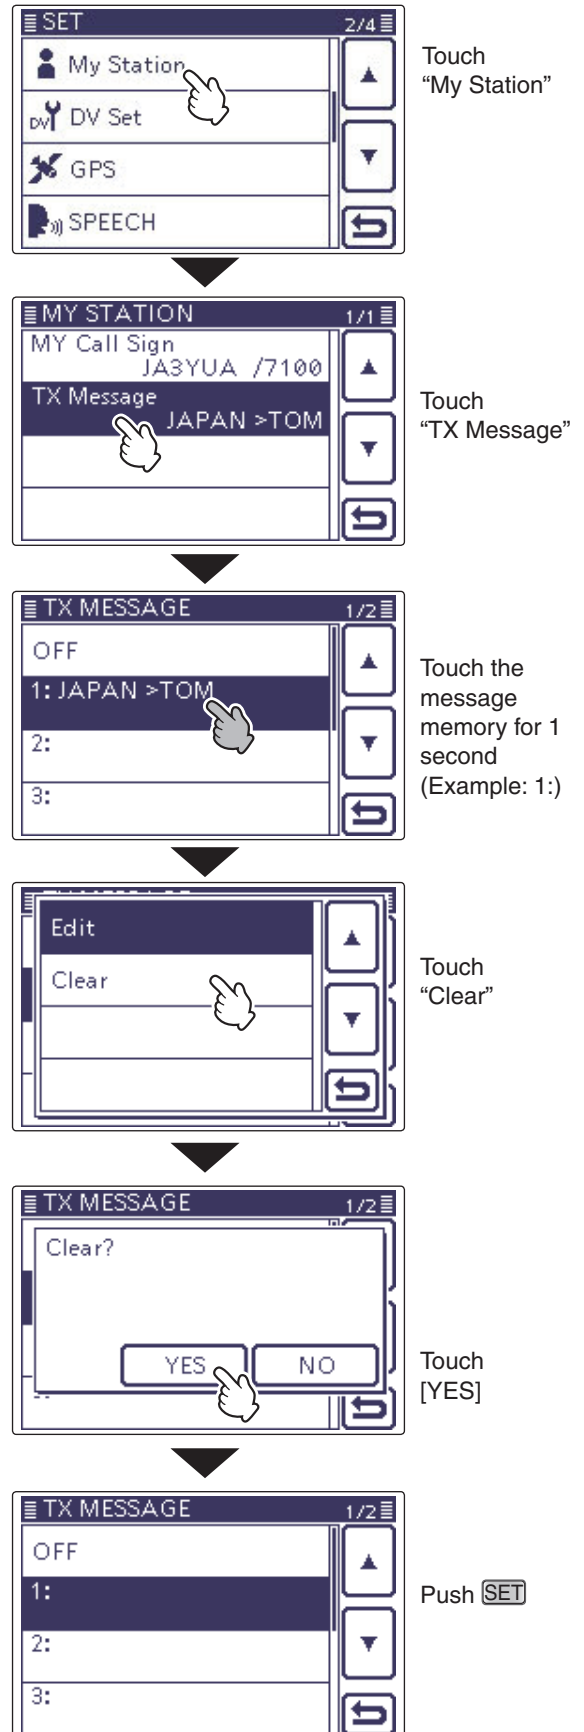 SET 2/4
My Station
DV DV Set
GPS
SPEECH
Touch
“My Station”
MY STATION 1/1
MY Call Sign
JA3YUA /7100
TX Message
JAPAN >TOM
Touch
“TX Message”
TX MESSAGE 1/2
OFF
1: JAPAN >TOM
2:
3:
Touch the
message
memory for 1
second
(Example: 1:)
Edit
Clear
Touch
“Clear”
TX MESSAGE 1/2
Clear?
YES NO
Touch
[YES]
TX MESSAGE 1/2
OFF
1:
2:
3:
Push SET